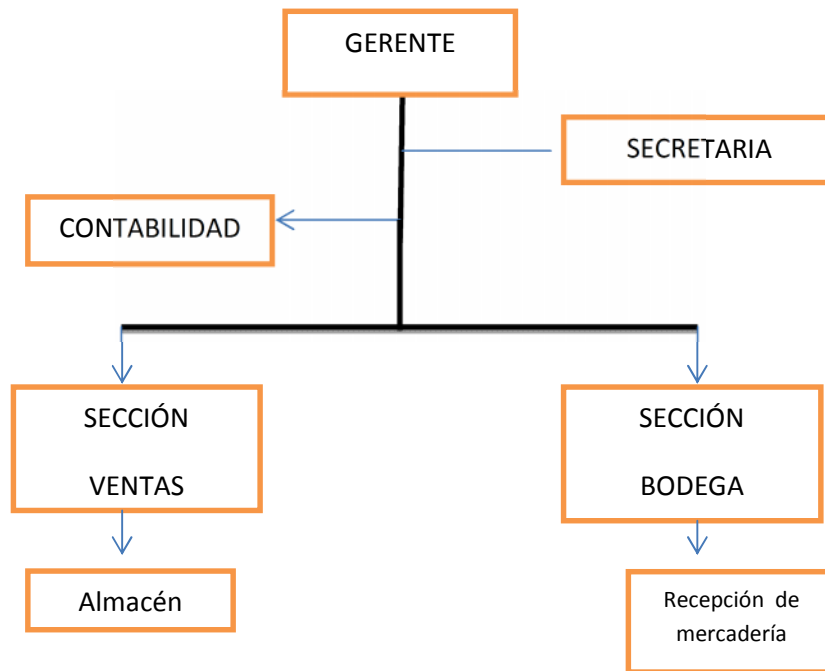 GERENTE
SECRETARIA
CONTABILIDAD
SECCIÓN
VENTAS
SECCIÓN
BODEGA
Almacén
Recepción de
mercadería